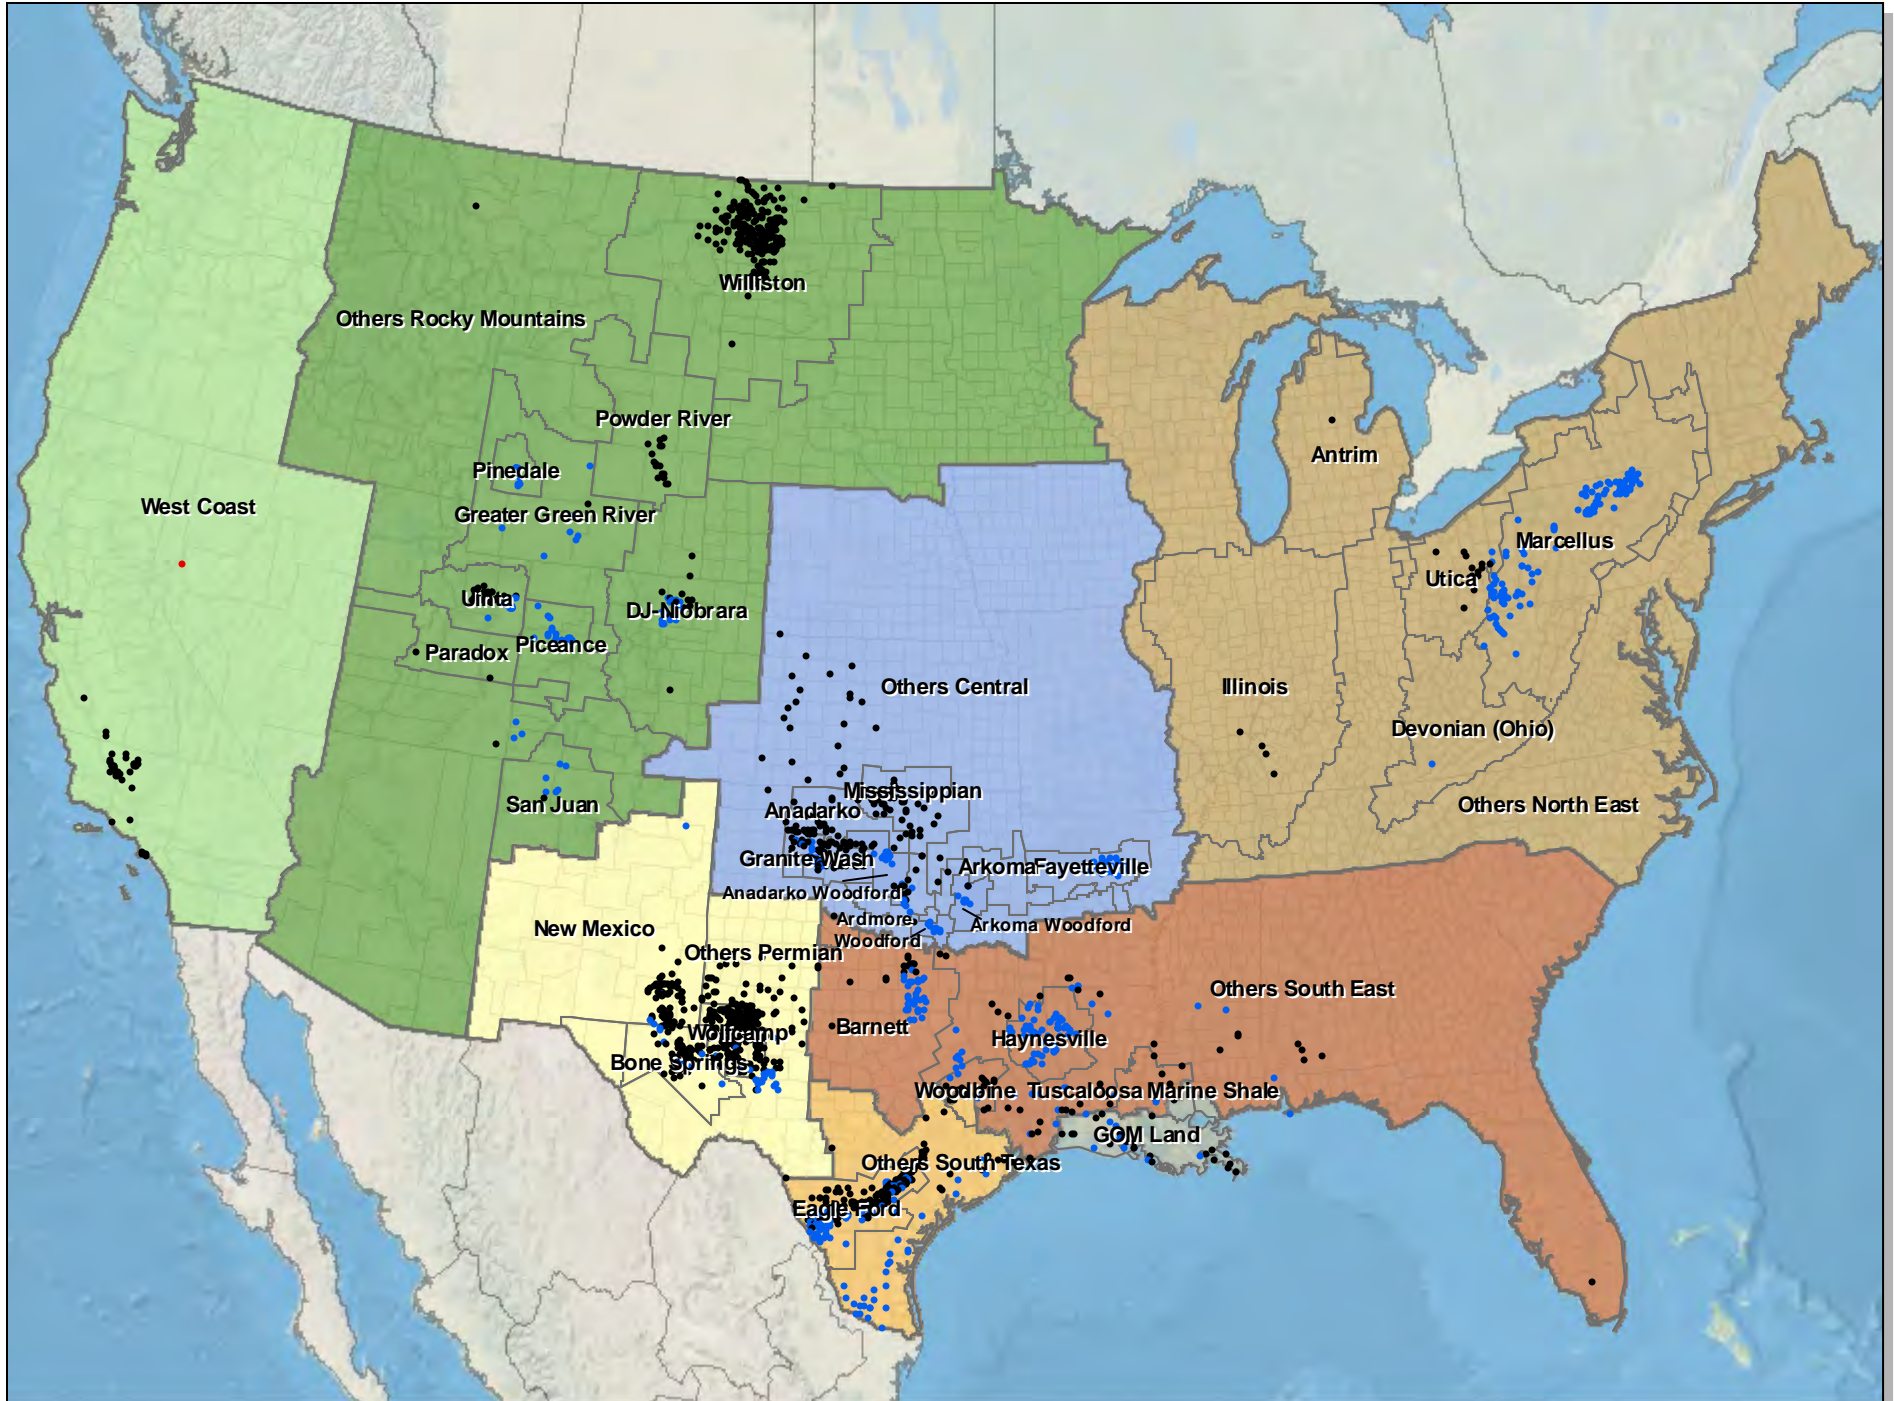 Williston
Others Rocky Mountains
Powder River
Antrim
Pinedale
West Coast
Greater Green River
Marcellus
Utica
Uinta
DJ-Niobrara
Piceance
Paradox
Others Central
Illinois
Devonian (Ohio)
Mississippian
San Juan
Anadarko
Others North East
Granite Wash
Arkoma
Fayetteville
Anadarko Woodford
Ardmore
Woodford
Arkoma Woodford
New Mexico
Others Permian
Others South East
Barnett
Wolfcamp
Haynesville
Bone Springs
Woodbine
Tuscaloosa Marine Shale
GOM Land
Others South Texas
Eagle Ford